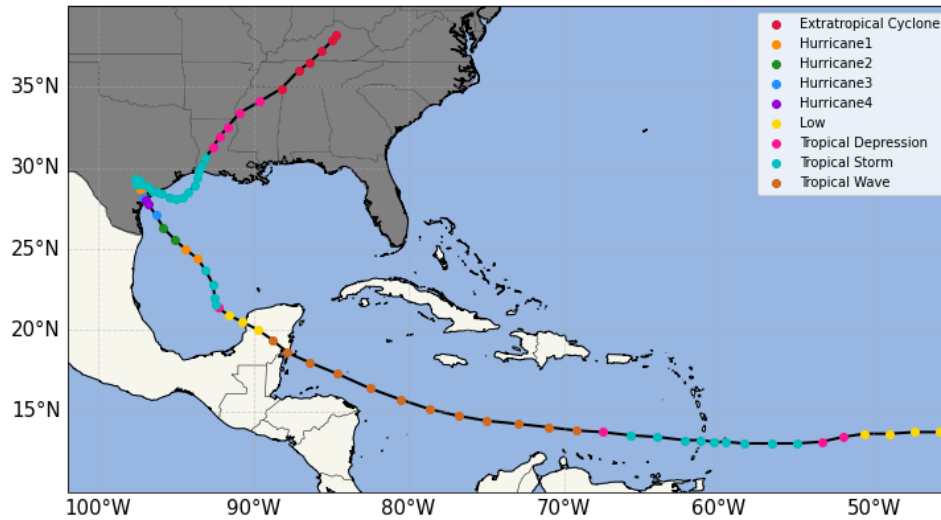 Extratropical Cyclone
Hurricane1
Hurricane2
Hurricane3
Hurricane4
Low
Tropical Depression
Tropical Storm
Tropical Wave
35°N
30°N
25°N
20°N
15°N
100°W 90°W 80°W 70°W 60°W 50°W